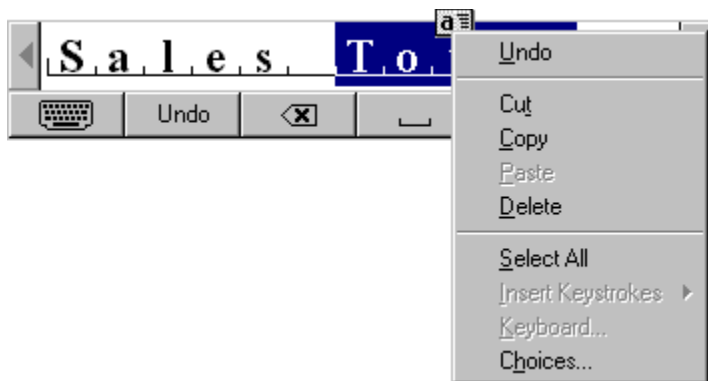 a
Sales To
Undo
Undo
Cut
Copy
Paste
Delete
Select All
Insert Keystrokes
Keyboard...
Choices...